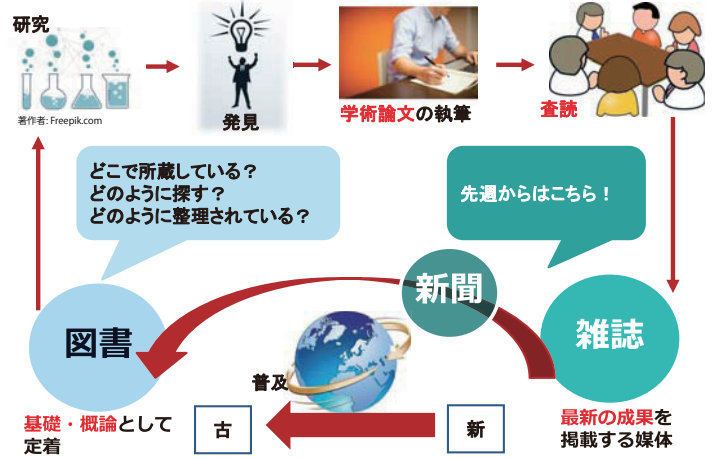 研究
著作者: Freepik.com
発見
学術論文の執筆
査読
どこで所蔵している？
どのように探す？
どのように整理されている？
先週からはこちら！
新聞
図書
雑誌
普及
基礎・概論として
定着
古
新
最新の成果を
掲載する媒体